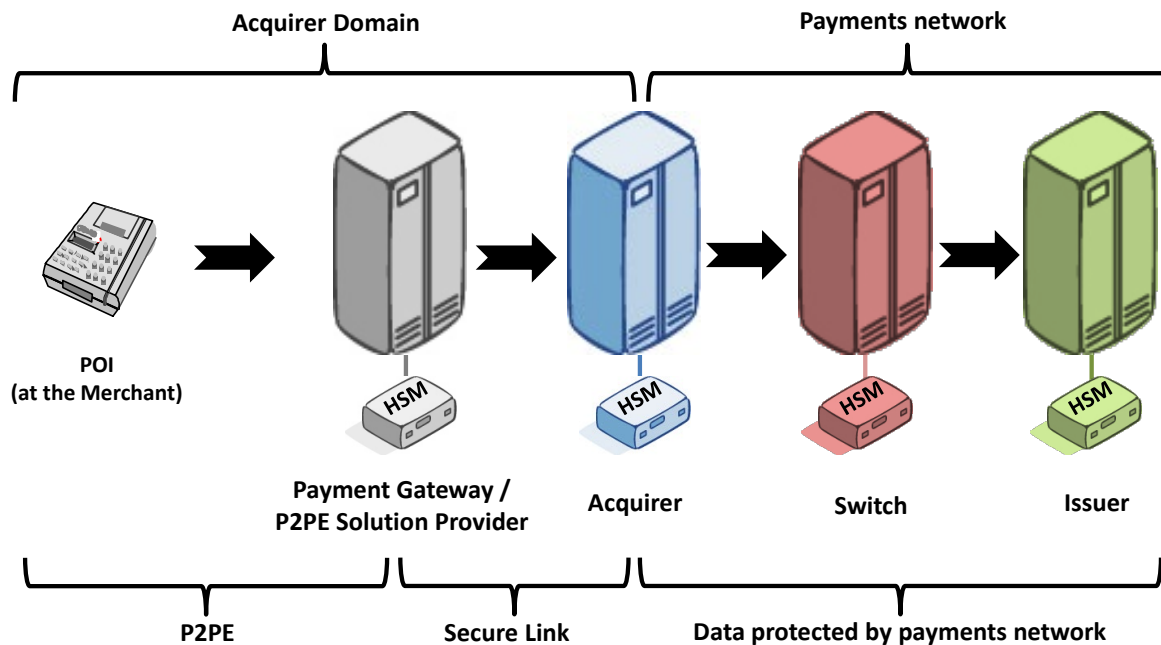 Acquirer Domain
Payments network
POI
(at the Merchant)
HSM
HSM
HSM
HSM
Payment Gateway /
P2PE Solution Provider
Acquirer
Switch
Issuer
P2PE
Secure Link
Data protected by payments network